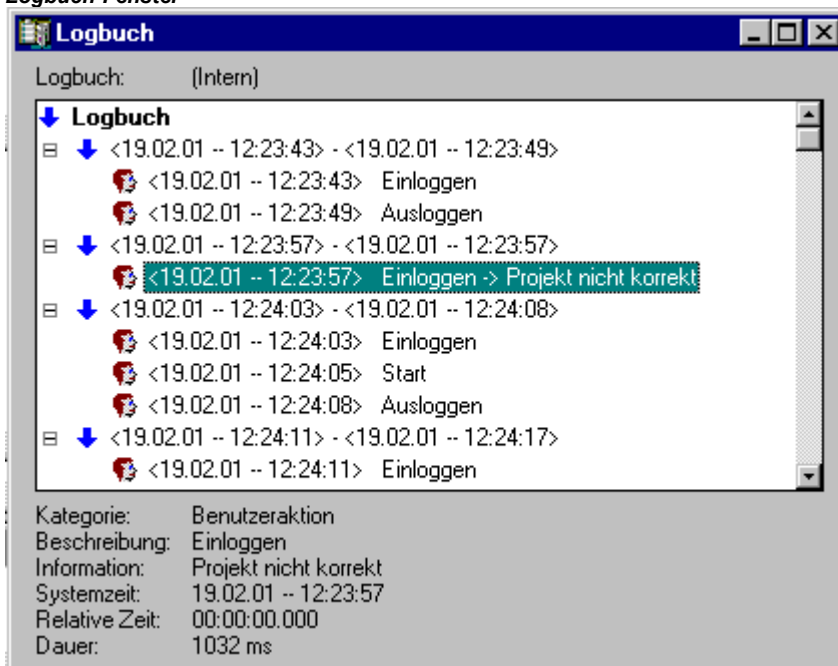 Logbuch-Fenster
Logbuch
Logbuch: (Intern)
Logbuch
<19.02.01 -- 12:23:43> - <19.02.01 -- 12:23:49>
<19.02.01 -- 12:23:43> Einloggen
<19.02.01 -- 12:23:49> Ausloggen
<19.02.01 -- 12:23:57> - <19.02.01 -- 12:23:57>
<19.02.01 -- 12:23:57> Einloggen -> Projekt nicht korrekt
<19.02.01 -- 12:24:03> - <19.02.01 -- 12:24:08>
<19.02.01 -- 12:24:03> Einloggen
<19.02.01 -- 12:24:05> Start
<19.02.01 -- 12:24:08> Ausloggen
<19.02.01 -- 12:24:11> - <19.02.01 -- 12:24:17>
<19.02.01 -- 12:24:11> Einloggen
Kategorie: Benutzeraktion
Beschreibung: Einloggen
Information: Projekt nicht korrekt
Systemzeit: 19.02.01 -- 12:23:57
Relative Zeit: 00:00:00.000
Dauer: 1032 ms